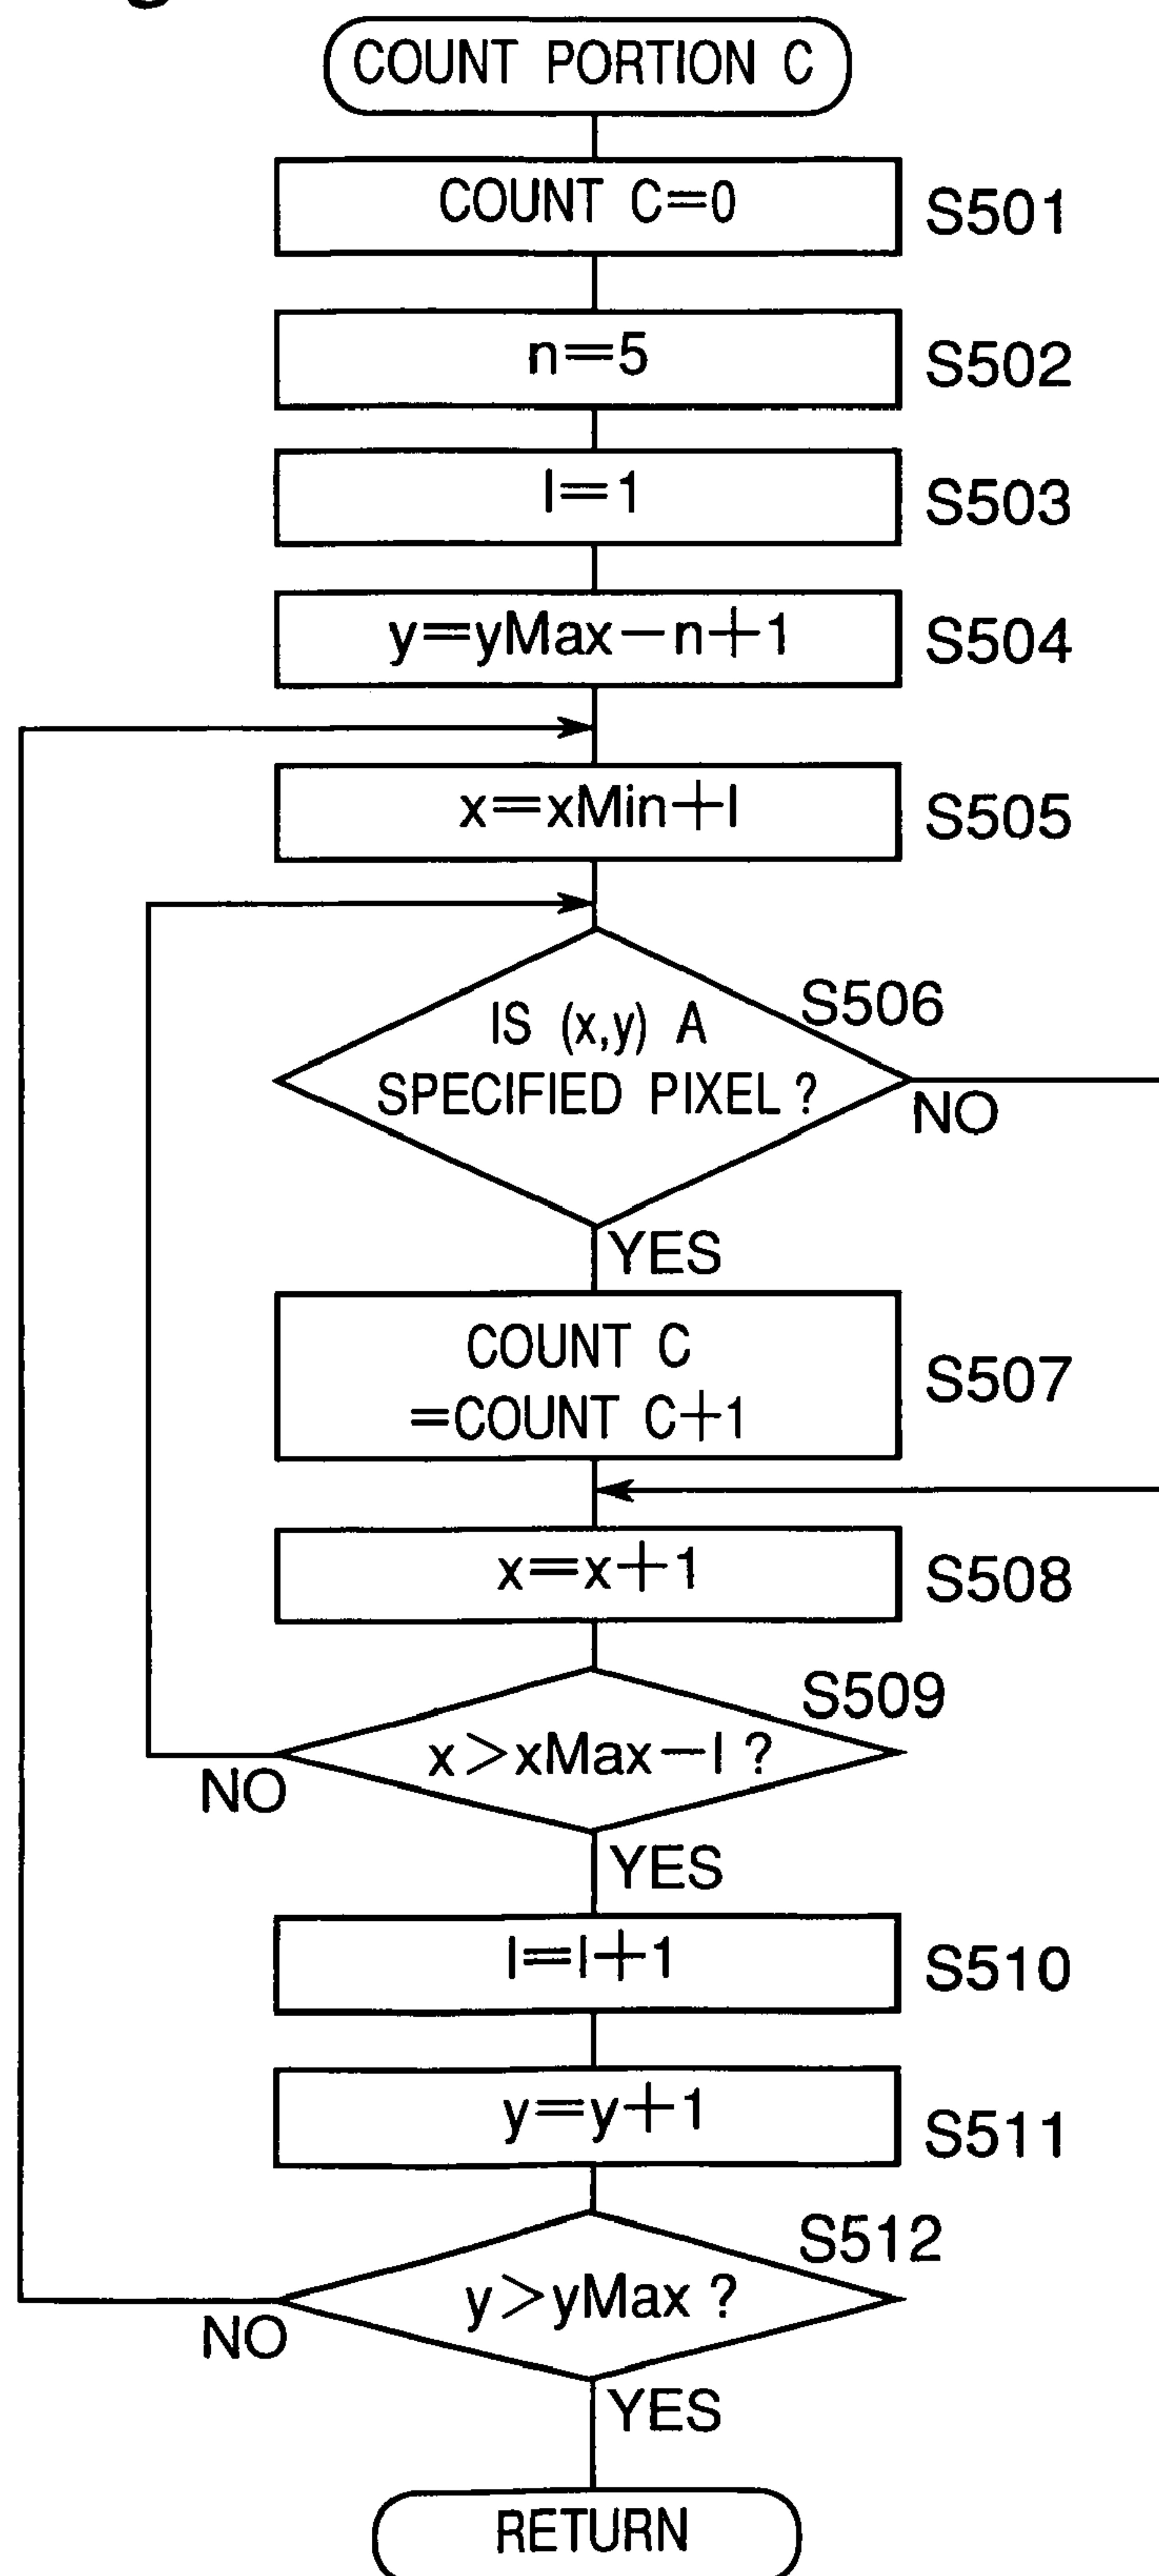 COUNT PORTION C
COUNT C=0 S501
n=5 S502
I=1 S503
y=yMax-n+1 S504
x=xMin+I S505
S506
IS (x,y) A
SPECIFIED PIXEL?
NO
YES
COUNT C
=COUNT C+1
S507
x=x+1 S508
S509
x>xMax-I?
NO
YES
I=I+1 S510
y=y+1 S511
S512
y>yMax?
NO
YES
RETURN